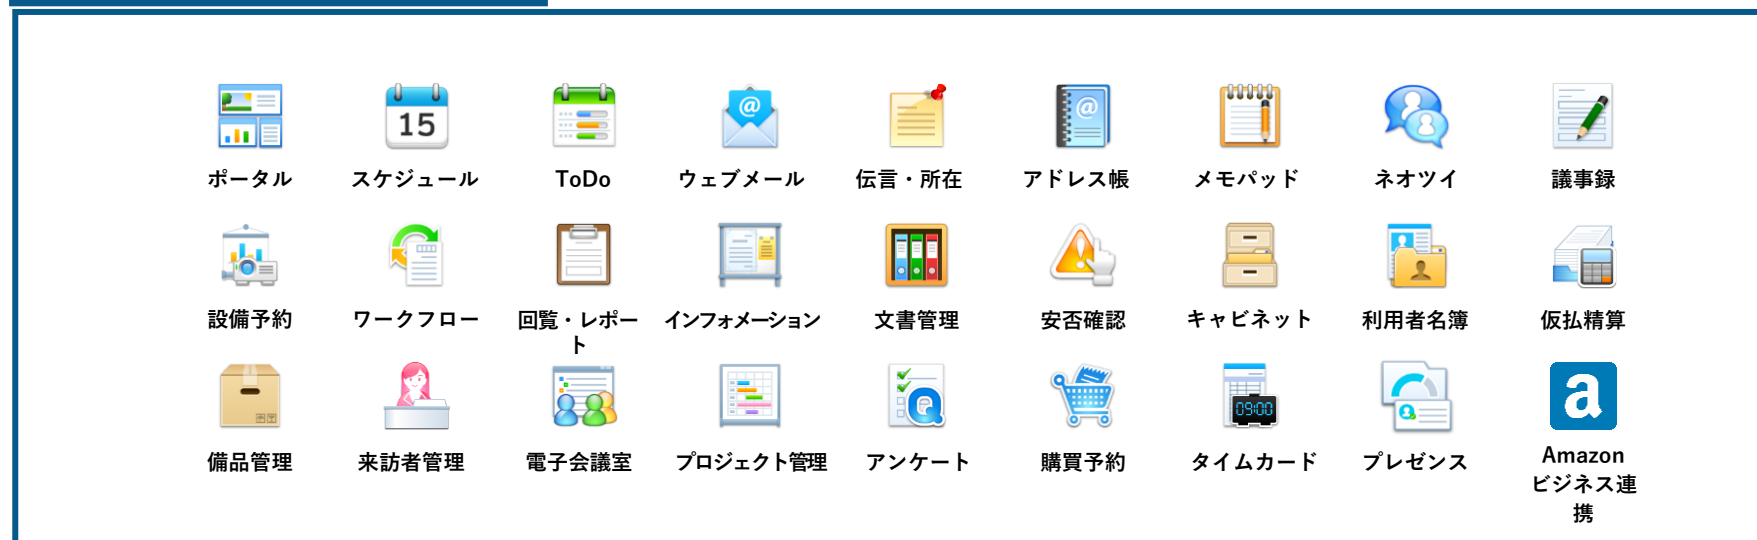 15
ポータル
スケジュール
ToDo
ウェブメール
伝言・所在
アドレス帳
メモパッド
ネオツイ
議事録
設備予約
ワークフロー
回覧・レポー
ト
インフォメーション
文書管理
安否確認
キャビネット
利用者名簿
仮払精算
09:00
a
備品管理
来訪者管理
電子会議室
プロジェクト管理
アンケート
購買予約
タイムカード
プレゼンス
Amazon
ビジネス連
携